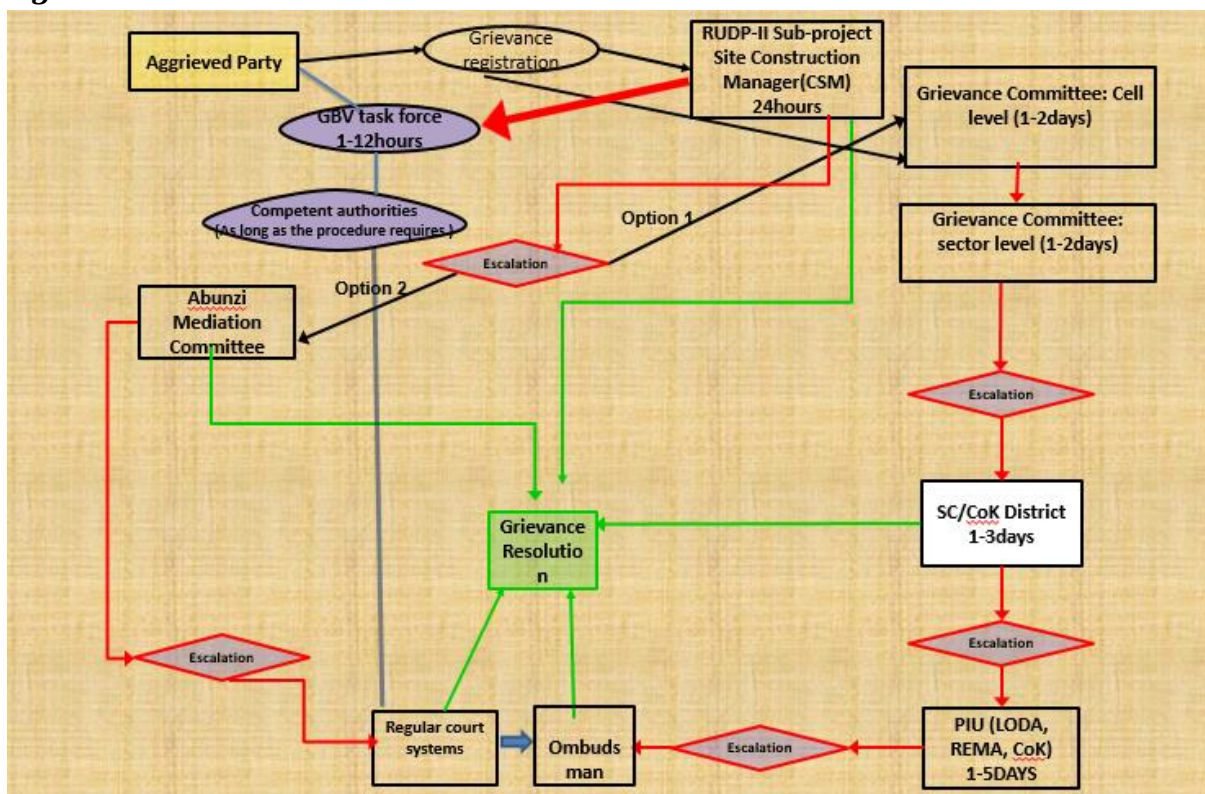 Aggrieved Party
Grievance
registration
RUDP-II Sub-project
Site Construction
Manager(CSM)
24hours
Grievance Committee: Cell
level (1-2days)
GBV task force
1-12hours
Competent authorities
(As long as the procedure requires )
Option 1
Grievance Committee:
sector level (1-2days)
Escalation
Option 2
Abunzi
Mediation
Committee
Escalation
SC/CoK District
1-3days
Grievance
Resolutio
n
Escalation
Escalation
Regular court
systems
Ombuds
man
Escalation
PIU (LODA,
REMA, CoK)
1-5DAYS